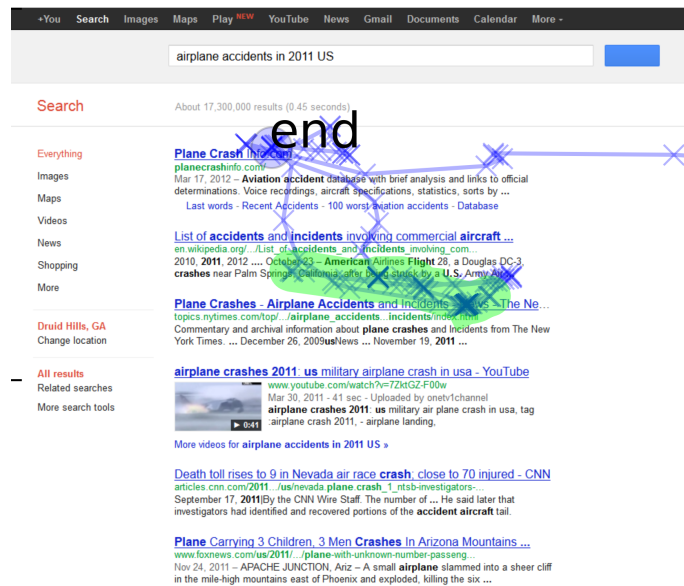 +You Search Images Maps Play NEW YouTube News Gmail Documents Calendar More
airplane accidents in 2011 US
Search
About 17,300,000 results (0.45 seconds)
end
Everything
Images
Maps
Videos
News
Shopping
More
Druid Hills, GA
Change location
All results
Related searches
More search tools
Plane Crash Info.com
planecrashinfo.com/
Mar 17, 2012 – Aviation accident database with brief analysis and links to official
determinations. Voice recordings, aircraft specifications, statistics, sorts by ...
Last words - Recent Accidents - 100 worst aviation accidents - Database
List of accidents and incidents involving commercial aircraft ...
en.wikipedia.org/.../List_of_accidents_and_incidents_involving_com...
2010, 2011, 2012 .... October 23 – American Airlines Flight 28, a Douglas DC-3
crashes near Palm Springs, California, after being struck by a U.S. Army Air
Plane Crashes - Airplane Accidents and Incidents - News - The Ne...
topics.nytimes.com/top/.../airplane_accidents...incidents/index.html
Commentary and archival information about plane crashes and Incidents from The New
York Times. ... December 26, 2009usNews ... November 19, 2011 ...
airplane crashes 2011: us military airplane crash in usa - YouTube
www.youtube.com/watch?v=7ZktGZ-F00w
Mar 30, 2011 - 41 sec - Uploaded by onetv1channel
airplane crashes 2011: us military air plane crash in usa, tag
:airplane crash 2011, - airplane landing,
0:41
More videos for airplane accidents in 2011 US »
Death toll rises to 9 in Nevada air race crash; close to 70 injured - CNN
articles.cnn.com/2011.../us/nevada.plane.crash_1_ntsb-investigators-...
September 17, 2011|By the CNN Wire Staff. The number of ... He said later that
investigators had identified and recovered portions of the accident aircraft tail.
Plane Carrying 3 Children, 3 Men Crashes In Arizona Mountains ...
www.foxnews.com/us/2011/.../plane-with-unknown-number-passeng...
Nov 24, 2011 – APACHE JUNCTION, Ariz – A small airplane slammed into a sheer cliff
in the mile-high mountains east of Phoenix and exploded, killing the six ...